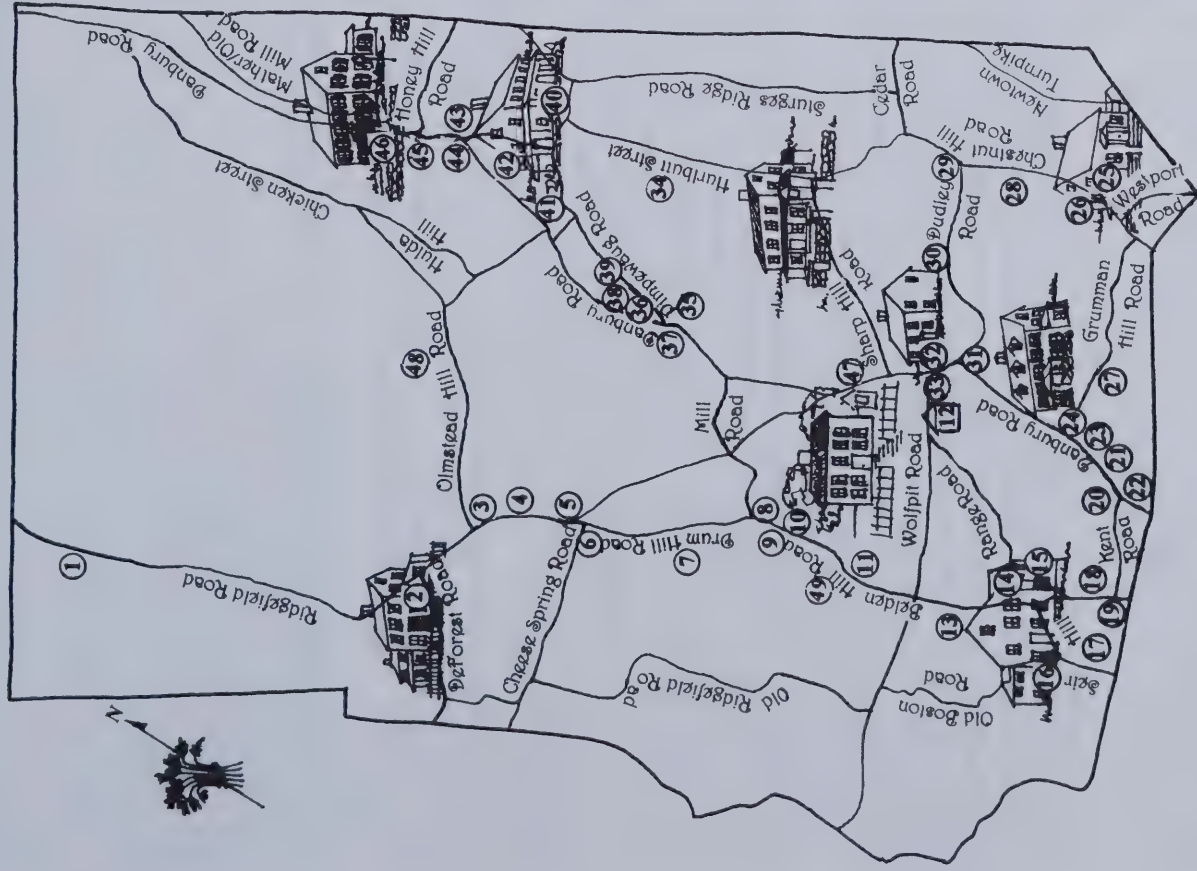 Danbury Road
Mather/Old
Mill Road
Honey Hill
Road
46
45
43
44
42
40
41
Chicken Street
Hulda
Hill
1
Ridgefield Road
48
Olmstead Hill Road
2
DeForest Road
3
4
5
6
Cheese Spring Road
7
Drum Hill Road
8
9
10
Hill Road
49
11
Belden
Mill
Road
Danbury Road
Dimpewaug Road
39
38
36
35
&
37
34
Hurlbutt Street
Sturges Ridge Road
Cedar
Road
Newtown
Turnpike
Chestnut Hill
Road
29
28
Dudley
Road
30
Sharp Hill
Road
47
32
33
31
12
Wolfpit Road
Range Road
Danbury Road
24
23
21
22
20
27
Grumman
Hill Road
25
26
Westport
Road
Kent
Road
18
19
17
14
15
13
16
Seir
Hill
Old Boston
Road
Old
Ridgefield Ro
ad
N